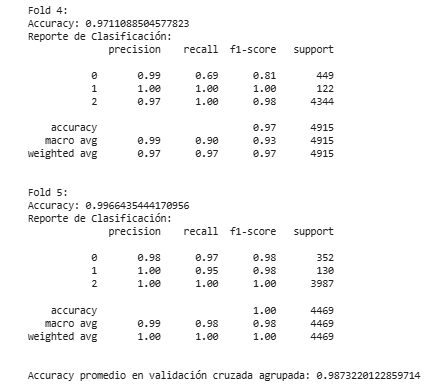 Fold 4:
Accuracy: 0.9711088504577823
Reporte de Clasificación:
precision recall f1-score support
0 0.99 0.69 0.81 449
1 1.00 1.00 1.00 122
2 0.97 1.00 0.98 4344
accuracy 0.97 4915
macro avg 0.99 0.90 0.93 4915
weighted avg 0.97 0.97 0.97 4915
Fold 5:
Accuracy: 0.9966435444170956
Reporte de Clasificación:
precision recall f1-score support
0 0.98 0.97 0.98 352
1 1.00 0.95 0.98 130
2 1.00 1.00 1.00 3987
accuracy 1.00 4469
macro avg 0.99 0.98 0.98 4469
weighted avg 1.00 1.00 1.00 4469
Accuracy promedio en validación cruzada agrupada: 0.9873220122859714